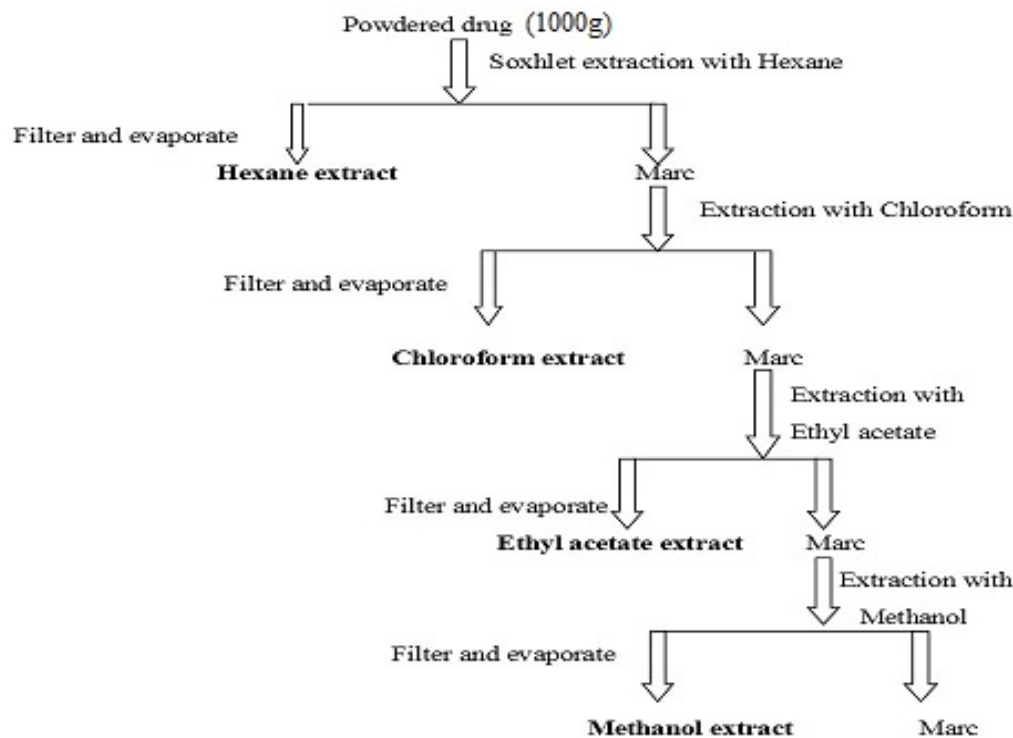 Powdered drug (1000g)
Soxhlet extraction with Hexane
Filter and evaporate
Hexane extract
Marc
Extraction with Chloroform
Filter and evaporate
Chloroform extract
Marc
Extraction with
Ethyl acetate
Filter and evaporate
Ethyl acetate extract
Marc
Extraction with
Methanol
Filter and evaporate
Methanol extract
Marc